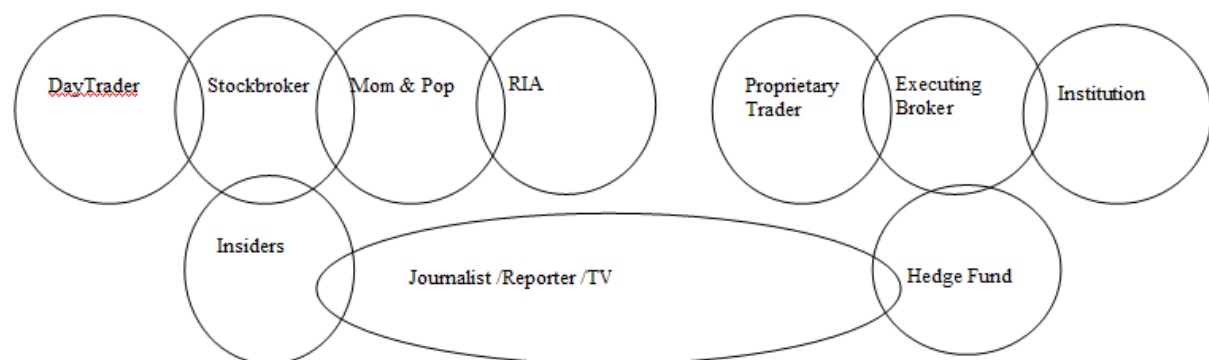 DayTrader
Stockbroker
Mom & Pop
RIA
Proprietary
Trader
Executing
Broker
Institution
Insiders
Journalist /Reporter /TV
Hedge Fund